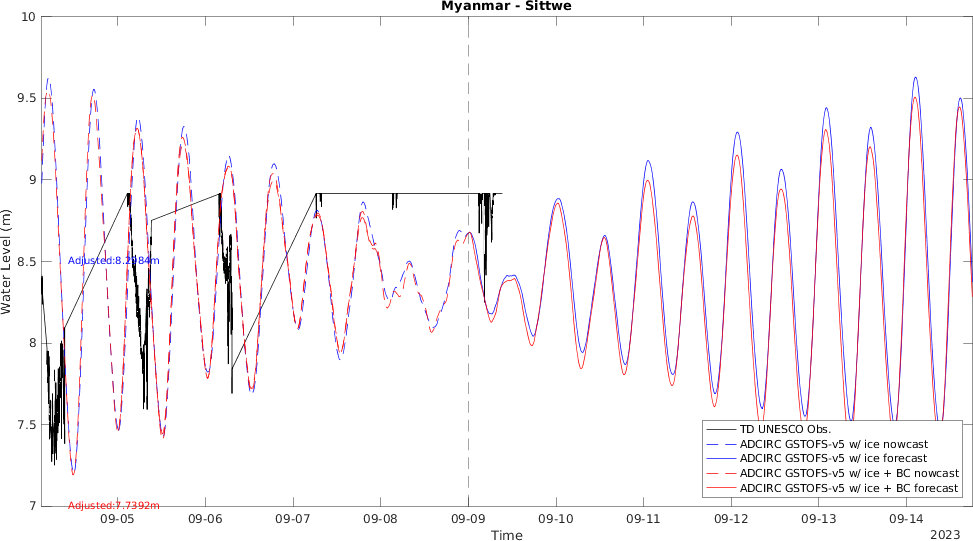 Myanmar - Sittwe
10
9.5
9
8.5
8
7.5
7
Water Level (m)
Adjusted:8.2984m
Adjusted:7.7392m
TD UNESCO Obs.
ADCIRC GSTOFS-v5 w/ ice nowcast
ADCIRC GSTOFS-v5 w/ ice forecast
ADCIRC GSTOFS-v5 w/ ice + BC nowcast
ADCIRC GSTOFS-v5 w/ ice + BC forecast
09-05 09-06 09-07 09-08 09-09 09-10 09-11 09-12 09-13 09-14
Time
2023